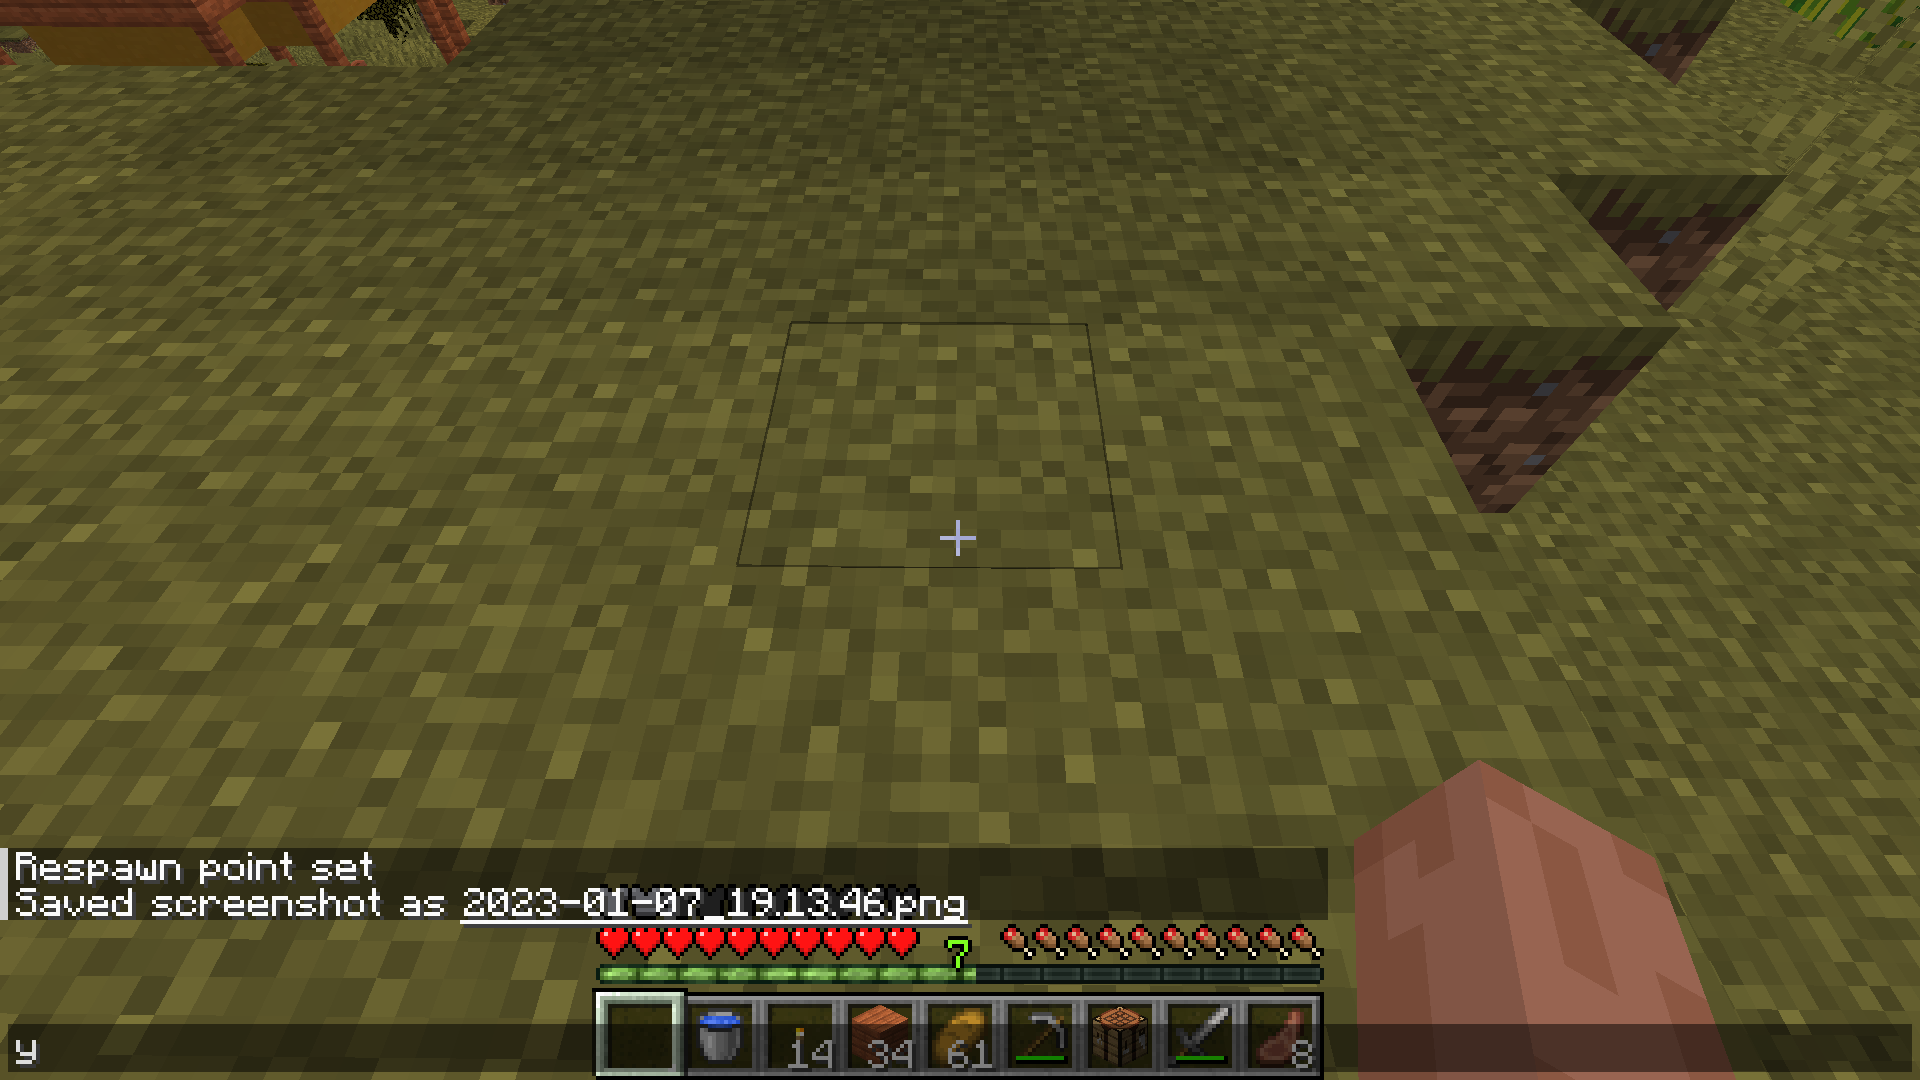 Respawn point set
Saved screenshot as 2023-01-07_19.13.46.png
7
14 34 61 8
y